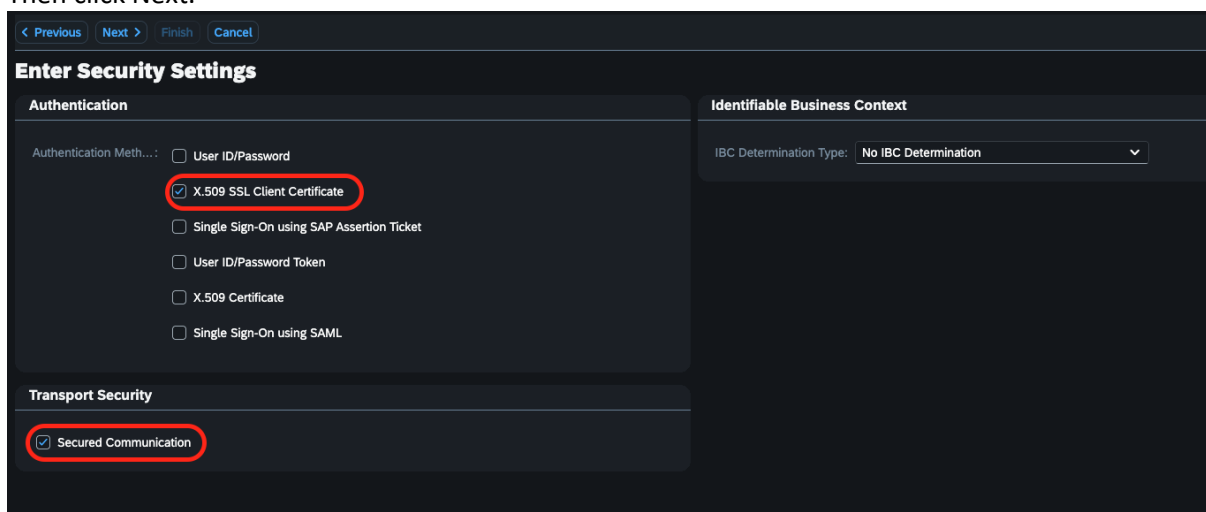 Then click Next.
< Previous Next > Finish Cancel
Enter Security Settings
Authentication
Authentication Meth...:
User ID/Password
X.509 SSL Client Certificate
Single Sign-On using SAP Assertion Ticket
User ID/Password Token
X.509 Certificate
Single Sign-On using SAML
Transport Security
Secured Communication
Identifiable Business Context
IBC Determination Type: No IBC Determination